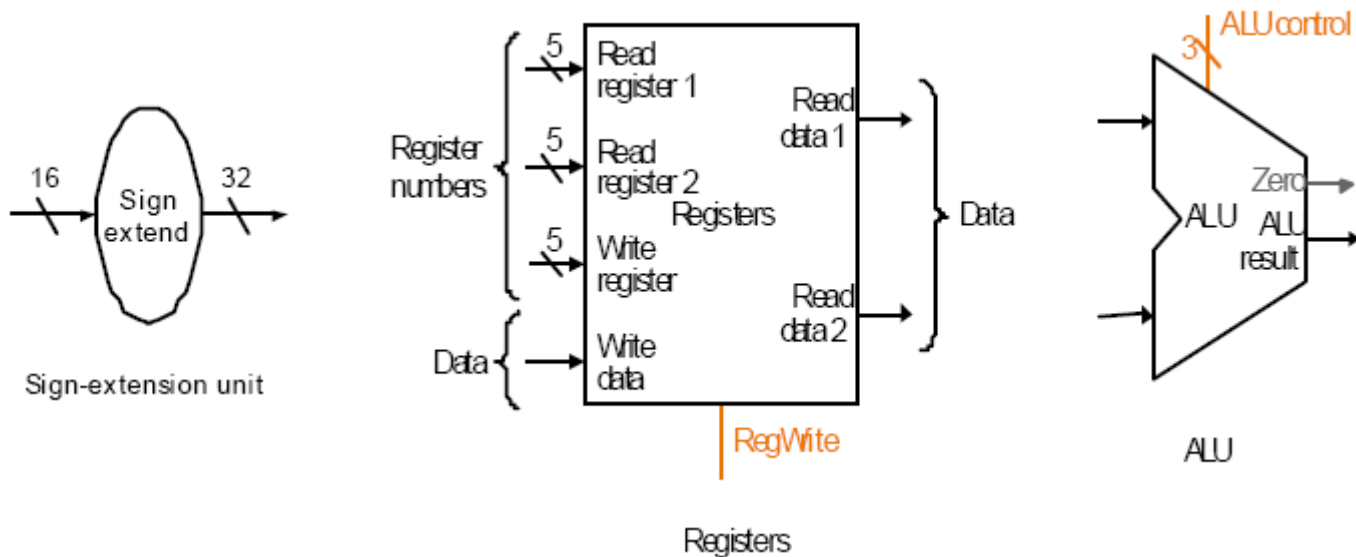 16
32
Sign
extend
Sign-extension unit
Register
numbers
Data
5
Read
register 1
5
Read
register 2
Registers
5
Write
register
Write
data
Read
data 1
Read
data 2
Data
RegWrite
Registers
3
ALU control
Zero
ALU
ALU
result
ALU